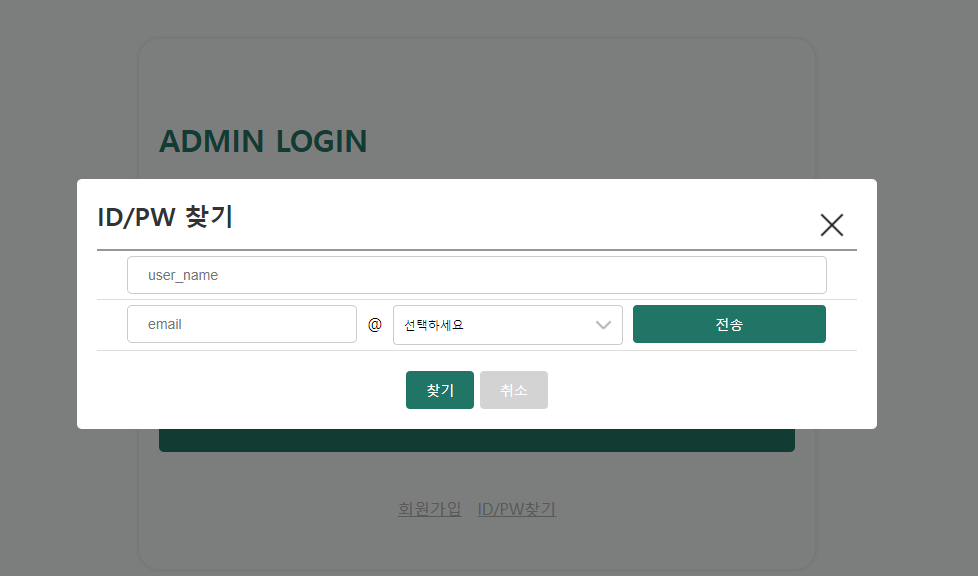 ADMIN LOGIN
ID/PW 찾기
user_name
email @ 선택하세요 전송
찾기 취소
회원가입 ID/PW찾기